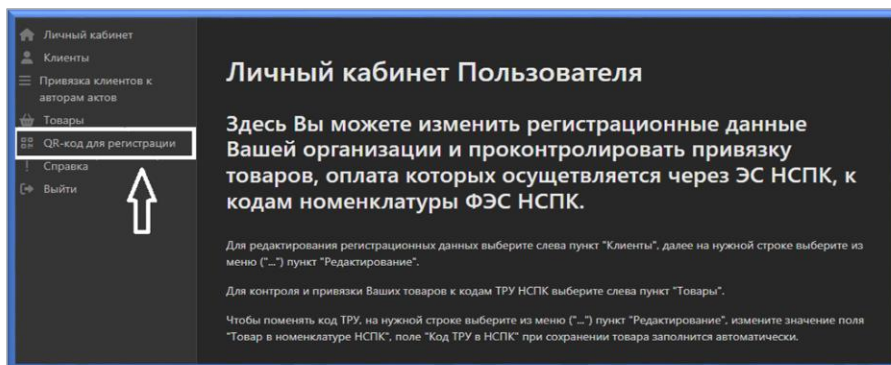 Личный кабинет
Клиенты
Привязка клиентов к
авторам актов
Товары
QR-код для регистрации
Справка
Выйти
Личный кабинет Пользователя
Здесь Вы можете изменить регистрационные данные
Вашей организации и проконтролировать привязку
товаров, оплата которых осущетвляется через ЭС НСПК, к
кодам номенклатуры ФЭС НСПК.
Для редактирования регистрационных данных выберите слева пункт "Клиенты", далее на нужной строке выберите из
меню ("...") пункт "Редактирование".
Для контроля и привязки Ваших товаров к кодам ТРУ НСПК выберите слева пункт "Товары".
Чтобы поменять код ТРУ, на нужной строке выберите из меню ("...") пункт "Редактирование", измените значение поля
"Товар в номенклатуре НСПК", поле "Код ТРУ в НСПК" при сохранении товара заполнится автоматически.